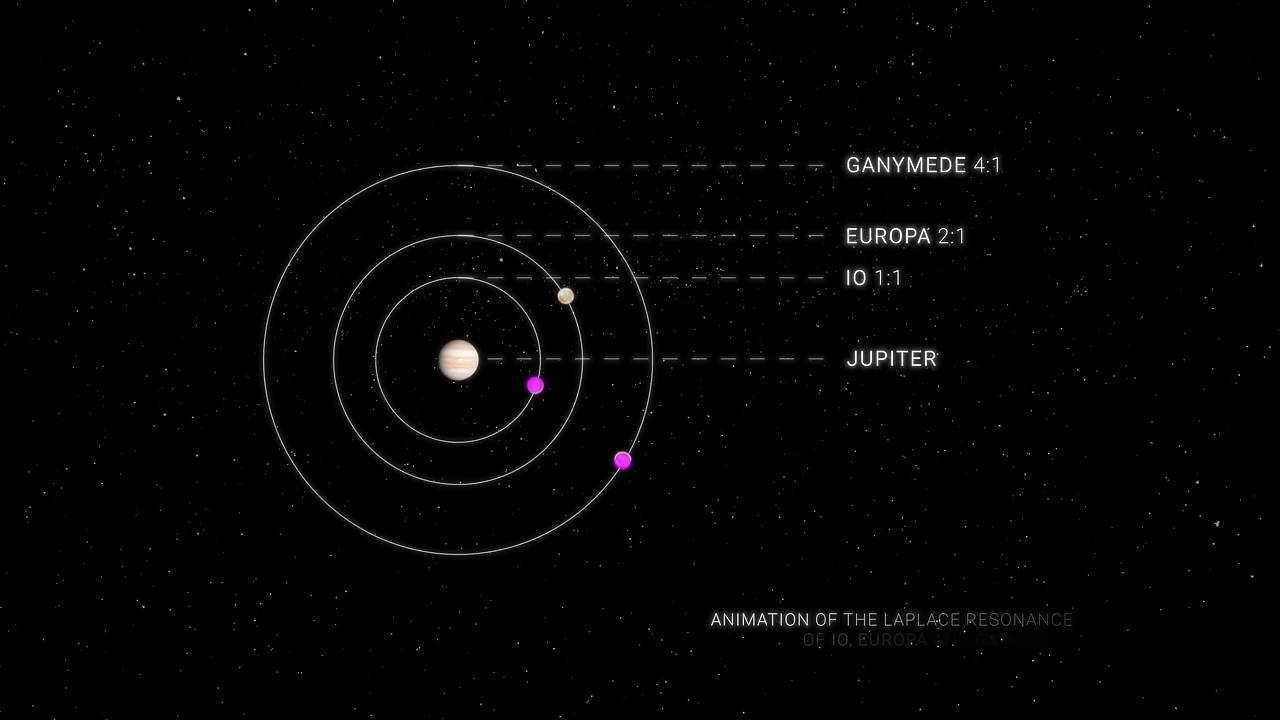 GANYMEDE 4:1
EUROPA 2:1
IO 1:1
JUPITER
ANIMATION OF THE LAPLACE RESONANCE
OF IO, EUROPA